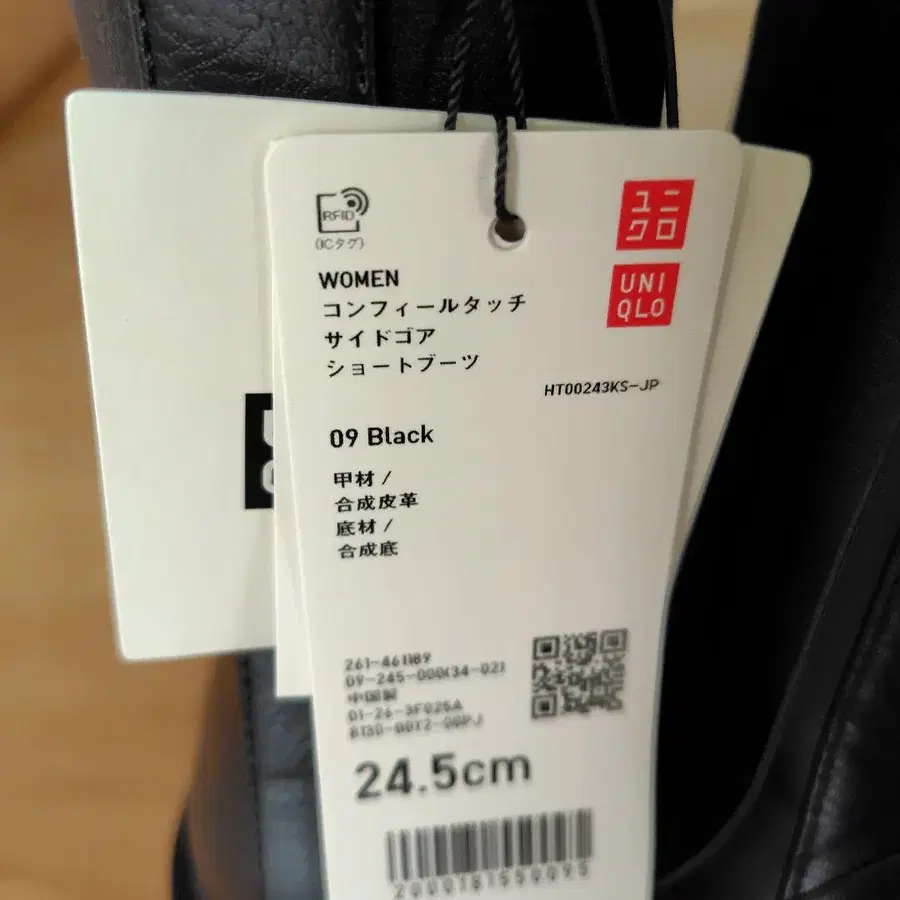 RFID
(ICタグ)
ユニ
クロ
UNI
QLO
WOMEN
コンフィールタッチ
サイドゴア
ショートブーツ
HT00243KS-JP
09 Black
甲材 /
合成皮革
底材 /
合成底
261-461189
09-245-000(34-02)
中国製
24.5cm